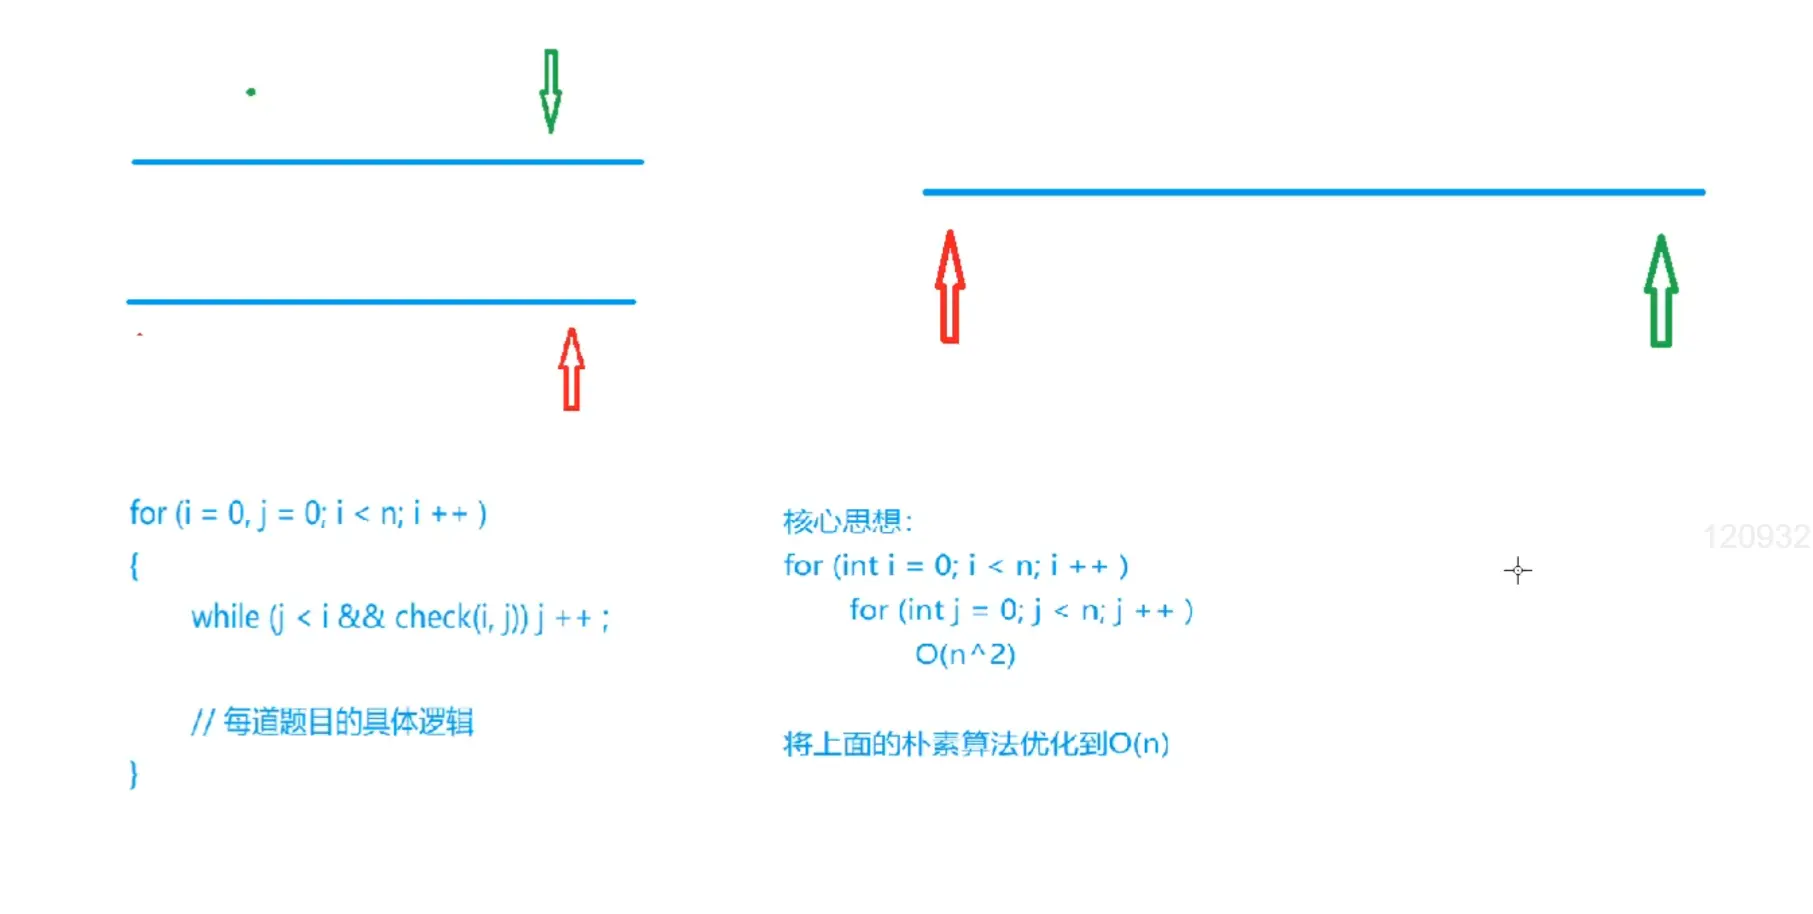 for (i = 0, j = 0; i < n; i ++ )
{
while (j < i && check(i, j)) j ++ ;
// 每道题目的具体逻辑
}
核心思想：
for (int i = 0; i < n; i ++ )
for (int j = 0; j < n; j ++ )
O(n^2)
将上面的朴素算法优化到O(n)
120932